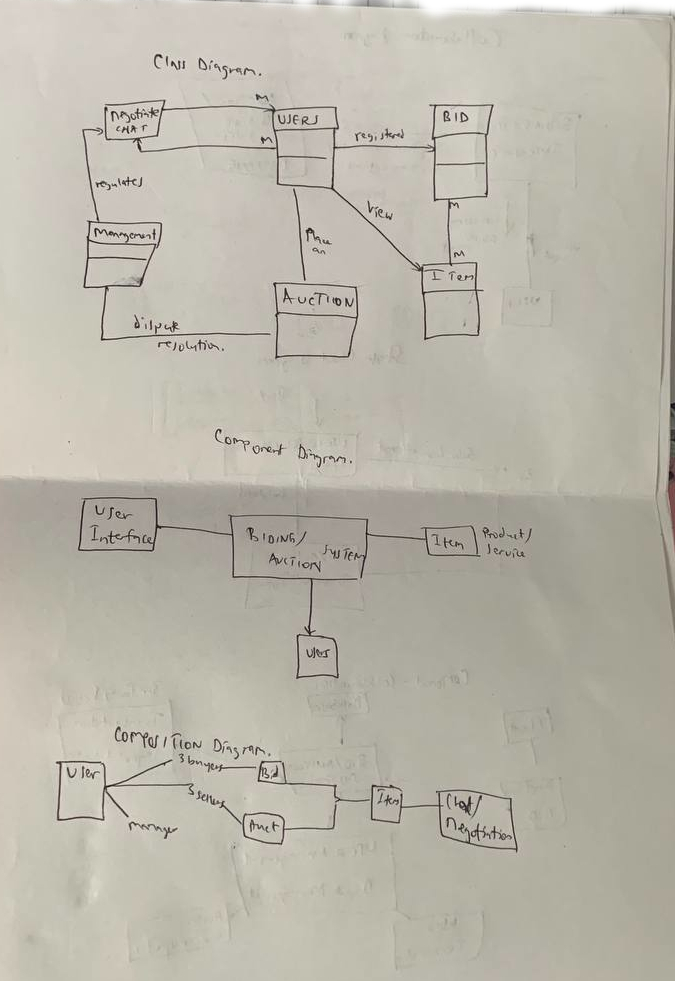 Class Diagram.
Negotiate
CHAT
M
M
USERS
registered
BID
regulates
View
M
M
Management
Place
an
ITem
AUCTION
dispute
resolution.
Component Diagram.
User
Interface
BIDING/
AUCTION SYSTEM
Item
Product/
Service
COMPOSITION Diagram.
User
3 buyers
Bid
3 sellers
manager
Auct
Item
Chat/
Negotiation